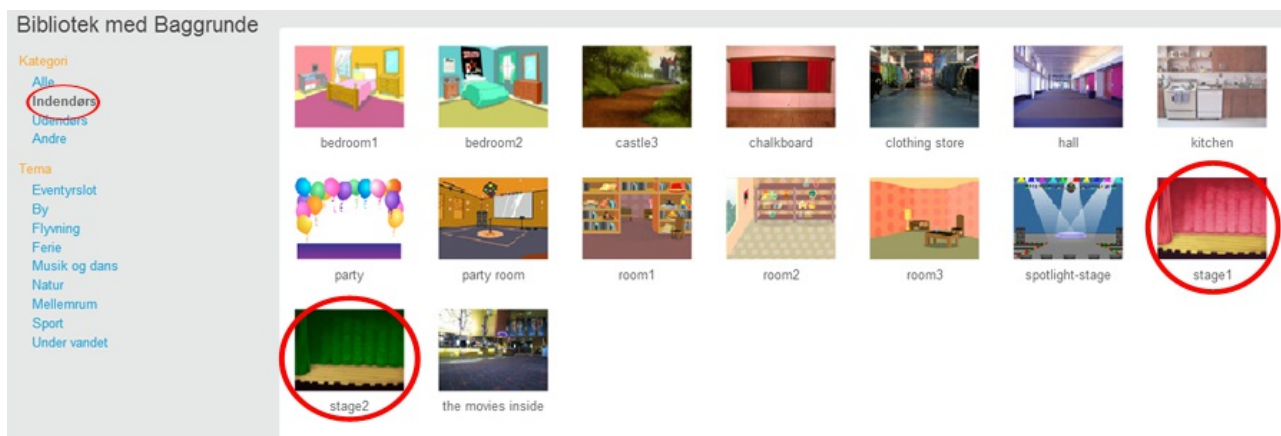 Bibliotek med Baggrunde
Kategori
Alle
Indendørs
Udendørs
Andre
Tema
Eventyrslot
By
Flyvning
Ferie
Musik og dans
Natur
Mellemrum
Sport
Under vandet
bedroom1 bedroom2 castle3 chalkboard clothing store hall kitchen
party party room room1 room2 room3 spotlight-stage stage1
stage2 the movies inside